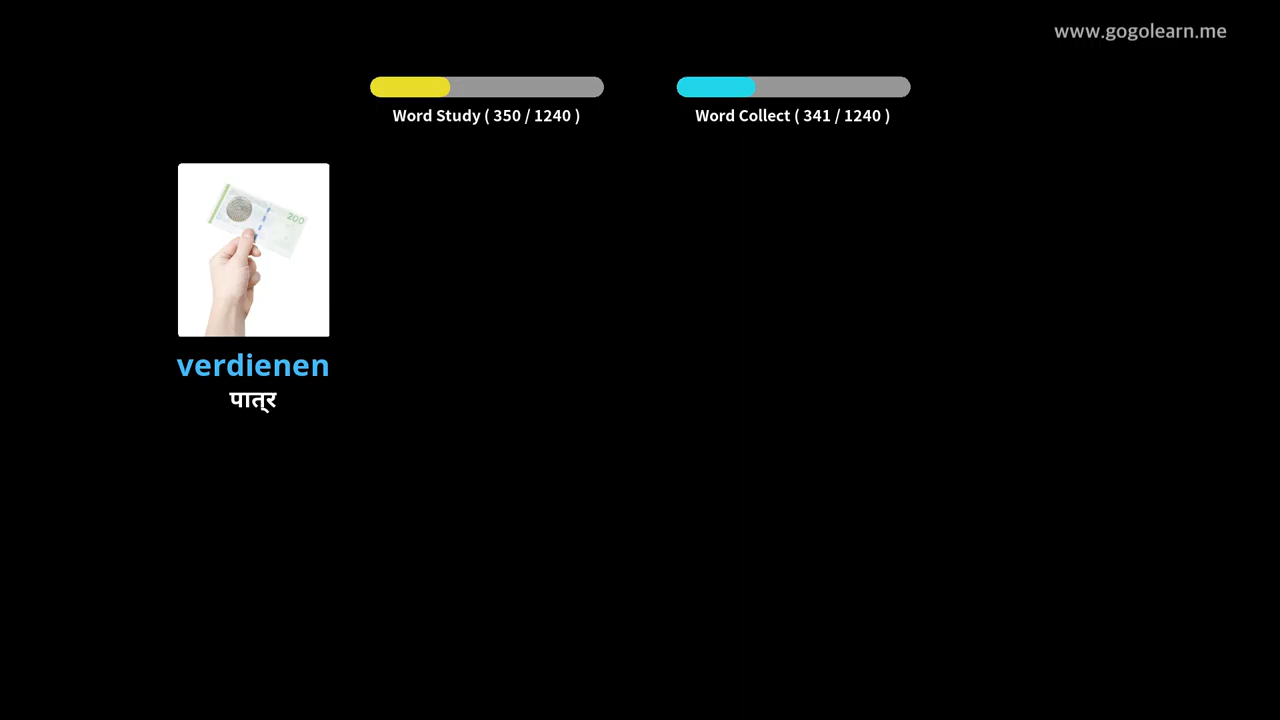 www.gogolearn.me
Word Study ( 350 / 1240 )
Word Collect ( 341 / 1240 )
200
verdienen
पात्र